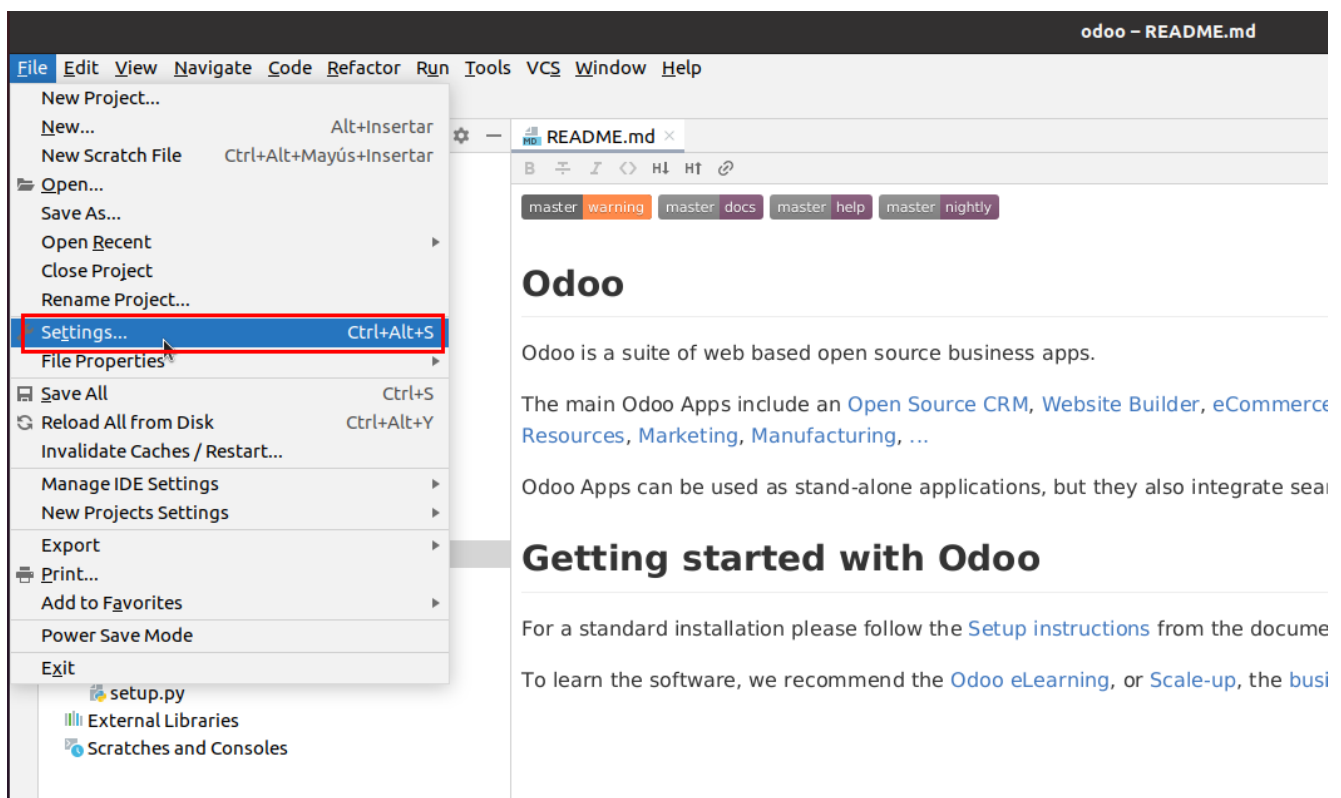 odoo – README.md
File Edit View Navigate Code Refactor Run Tools VCS Window Help
New Project...
New... Alt+Insertar
New Scratch File Ctrl+Alt+Mayús+Insertar
Open...
Save As...
Open Recent
Close Project
Rename Project...
Settings... Ctrl+Alt+S
File Properties
Save All Ctrl+S
Reload All from Disk Ctrl+Alt+Y
Invalidate Caches / Restart...
Manage IDE Settings
New Projects Settings
Export
Print...
Add to Favorites
Power Save Mode
Exit
setup.py
External Libraries
Scratches and Consoles
MD README.md
B I <> H↓ H↑
master warning master docs master help master nightly
Odoo
Odoo is a suite of web based open source business apps.
The main Odoo Apps include an Open Source CRM, Website Builder, eCommerce
Resources, Marketing, Manufacturing, ...
Odoo Apps can be used as stand-alone applications, but they also integrate sea
Getting started with Odoo
For a standard installation please follow the Setup instructions from the docume
To learn the software, we recommend the Odoo eLearning, or Scale-up, the busi